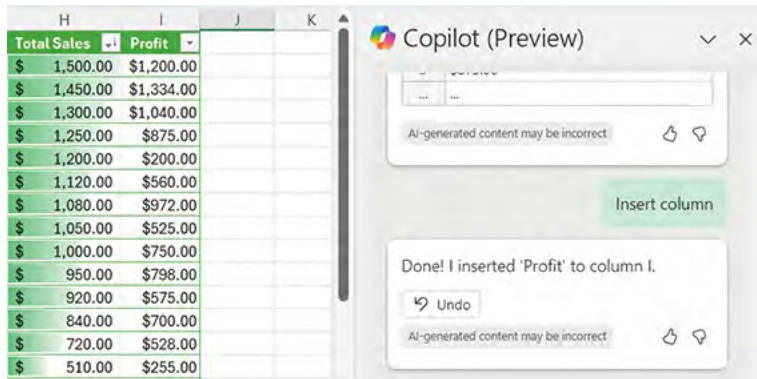 H I J K
Total Sales Profit
$ 1,500.00 $1,200.00
$ 1,450.00 $1,334.00
$ 1,300.00 $1,040.00
$ 1,250.00 $875.00
$ 1,200.00 $200.00
$ 1,120.00 $560.00
$ 1,080.00 $972.00
$ 1,050.00 $525.00
$ 1,000.00 $750.00
$ 950.00 $798.00
$ 920.00 $575.00
$ 840.00 $700.00
$ 720.00 $528.00
$ 510.00 $255.00
Copilot (Preview)
... ...
AI-generated content may be incorrect
Insert column
Done! I inserted 'Profit' to column I.
Undo
AI-generated content may be incorrect